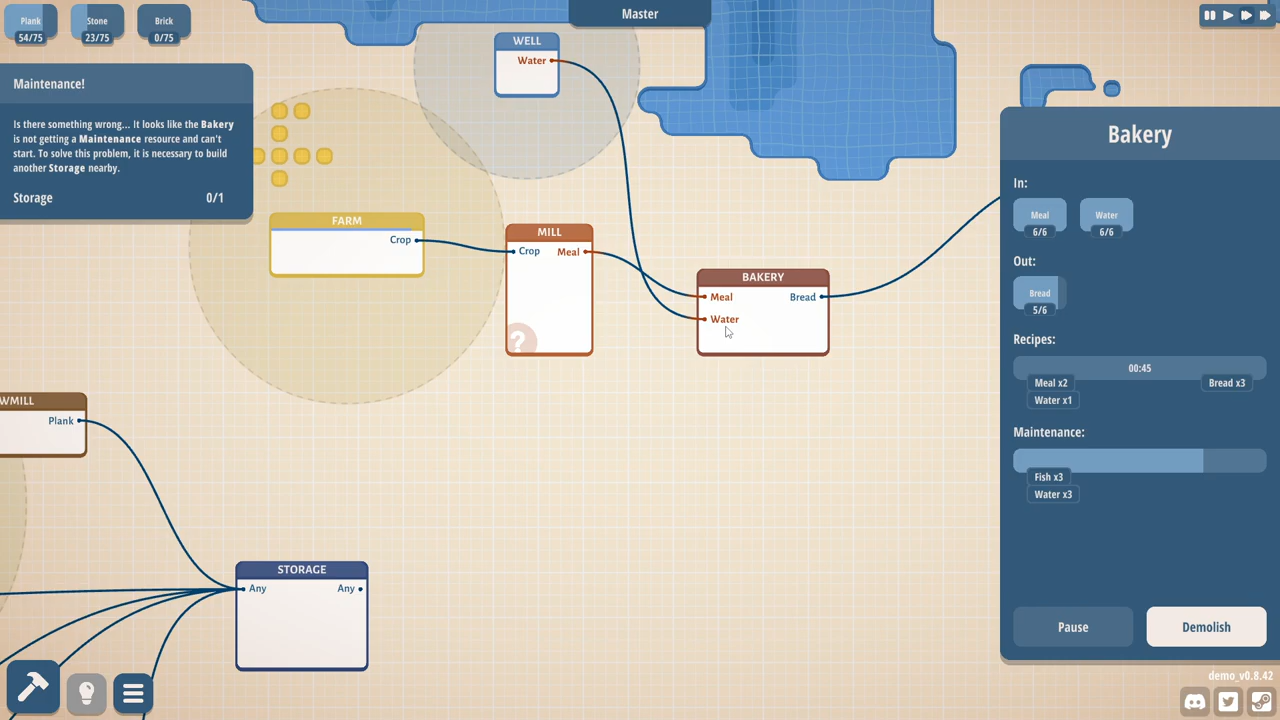 Master
Plank
54/75
Stone
23/75
Brick
0/75
Maintenance!
Is there something wrong... It looks like the Bakery
is not getting a Maintenance resource and can't
start. To solve this problem, it is necessary to build
another Storage nearby.
Storage 0/1
WELL
Water
FARM
Crop
MILL
Crop Meal
?
BAKERY
Meal Bread
Water
WMILL
Plank
STORAGE
Any Any
Bakery
In:
Meal
6/6
Water
6/6
Out:
Bread
5/6
Recipes:
00:45
Meal x2 Bread x3
Water x1
Maintenance:
Fish x3
Water x3
Pause Demolish
demo_v0.8.42